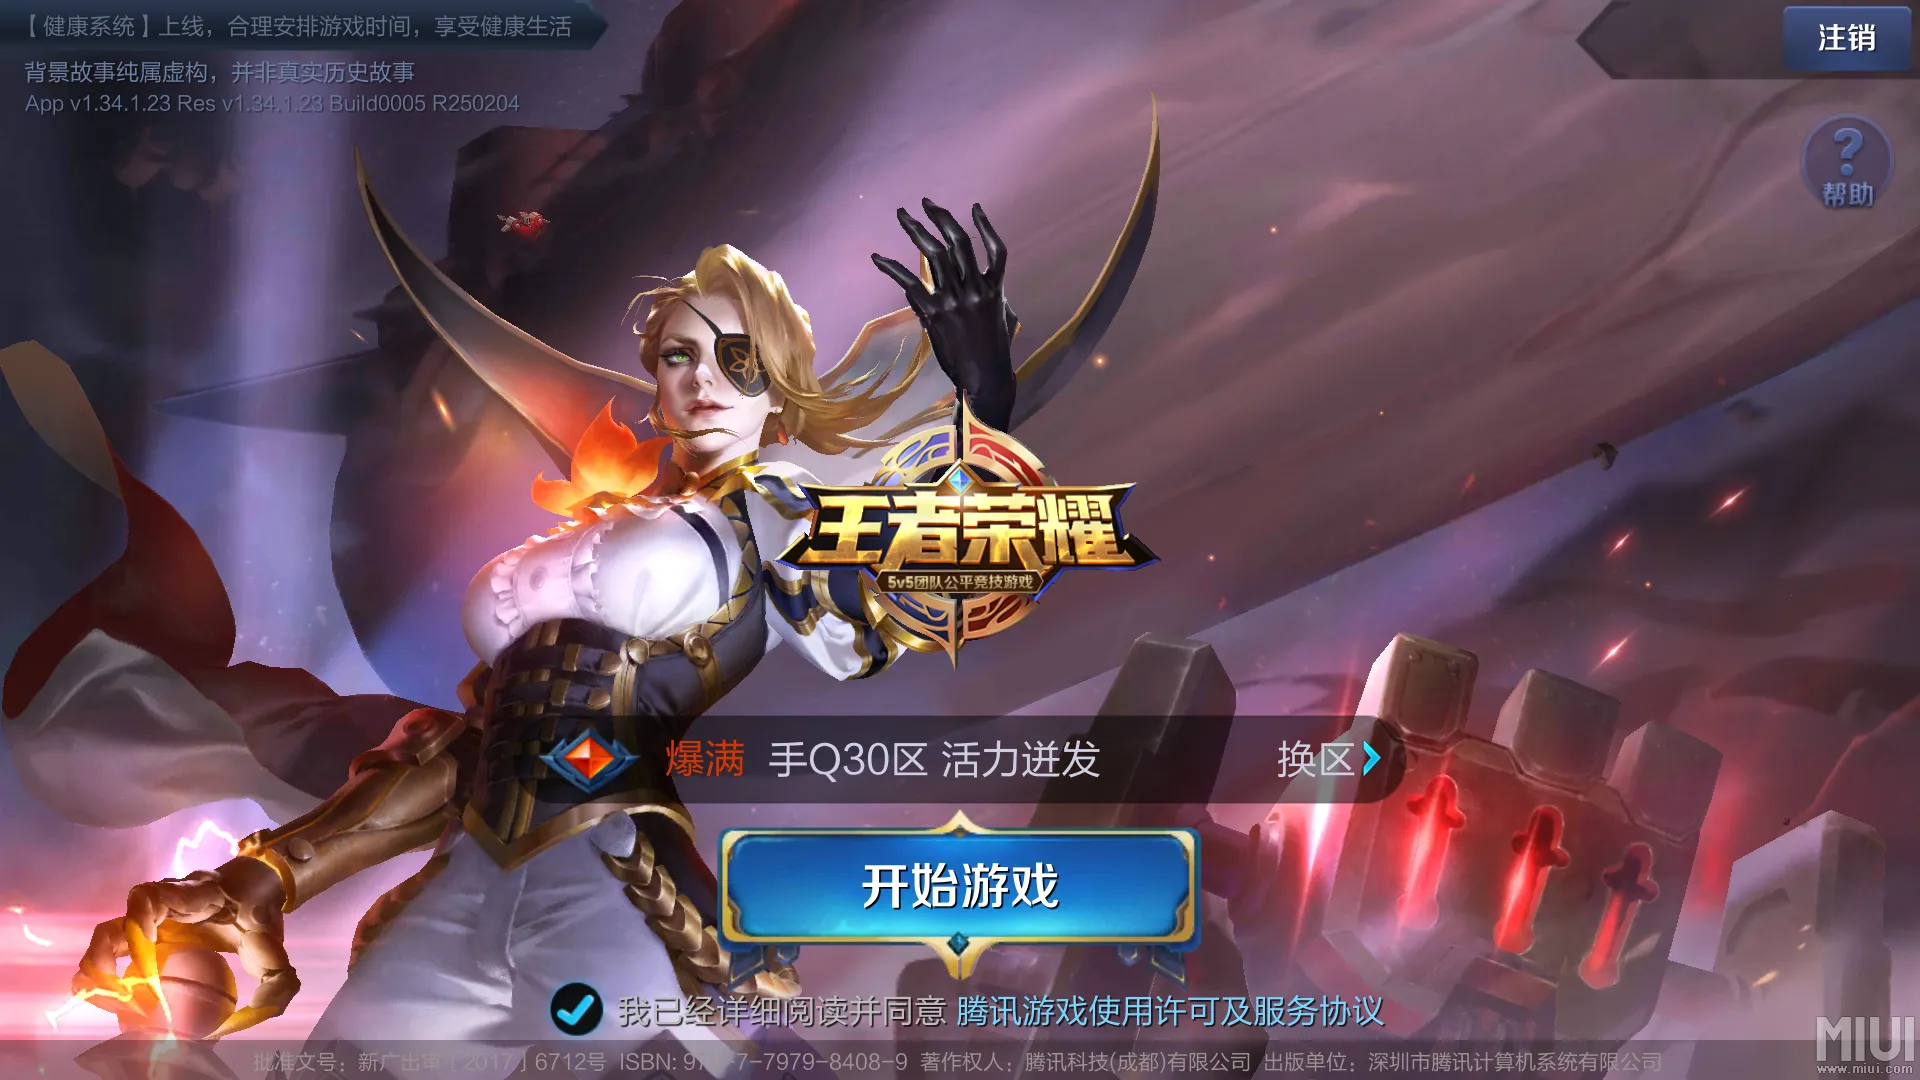 【健康系统】上线，合理安排游戏时间，享受健康生活
注销
背景故事纯属虚构，并非真实历史故事
App v1.34.1.23 Res v1.34.1.23 Build0005 R250204
?
帮助
王者荣耀
5v5团队公平竞技游戏
爆满 手Q30区 活力迸发 换区
开始游戏
我已经详细阅读并同意 腾讯游戏使用许可及服务协议
批准文号：新广出审［2017］6712号 ISBN: 978-7-7979-8408-9 著作权人：腾讯科技(成都)有限公司 出版单位：深圳市腾讯计算机系统有限公司
MIUI
www.miui.com